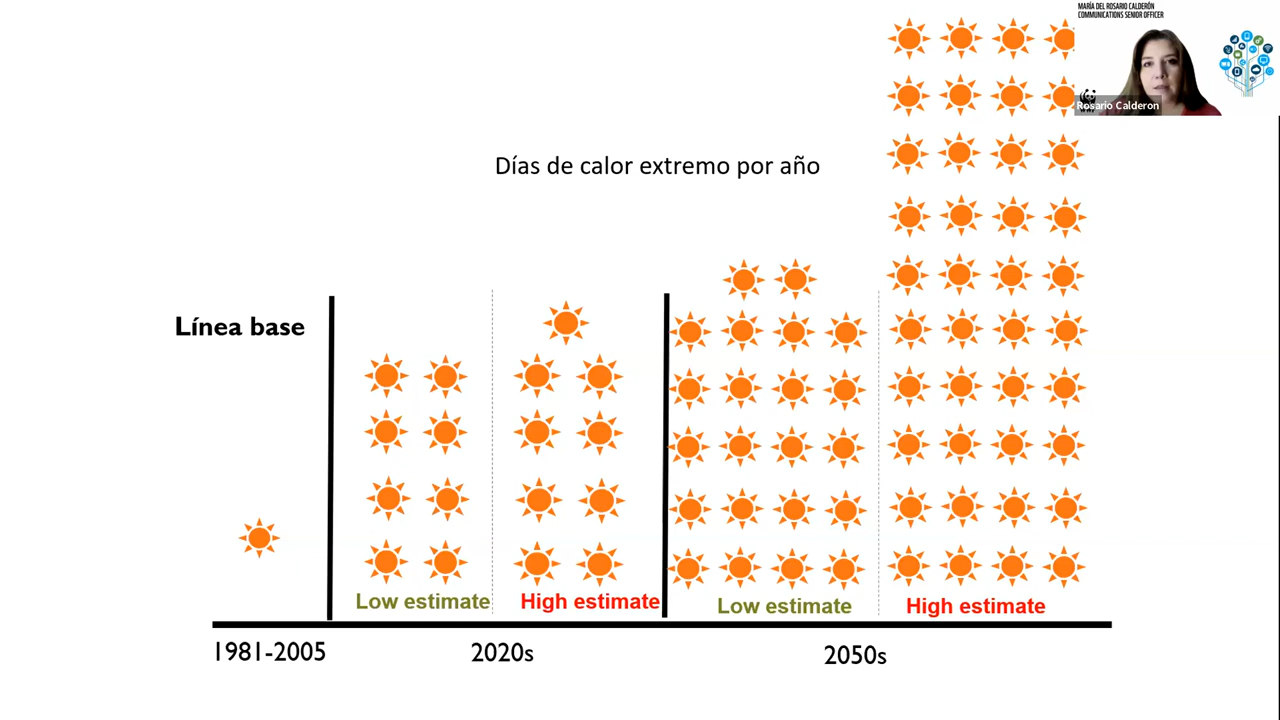 MARÍA DEL ROSARIO CALDERÓN
COMMUNICATIONS SENIOR OFFICER
Rosario Calderon
Días de calor extremo por año
Línea base
Low estimate
High estimate
Low estimate
High estimate
1981-2005
2020s
2050s